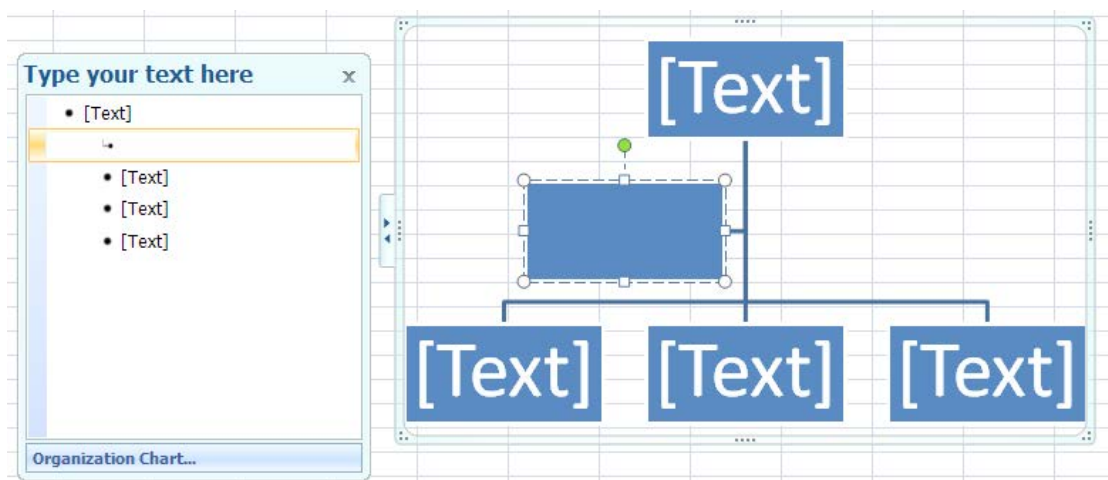 Type your text here
x
[Text]
[Text]
[Text]
[Text]
Organization Chart...
[Text]
[Text]
[Text]
[Text]